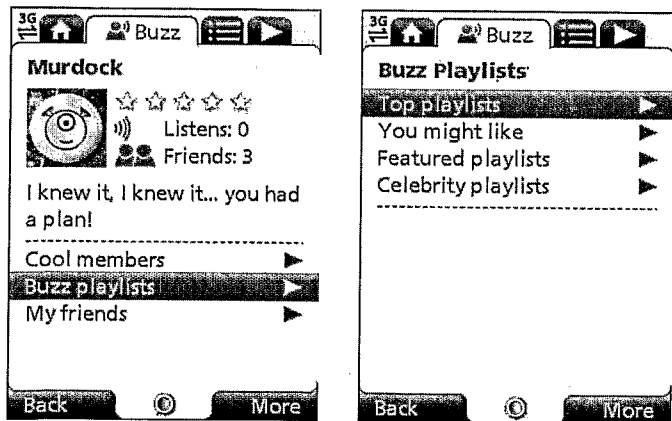 3G
Buzz
Murdock
Listens: 0
Friends: 3
I knew it, I knew it... you had
a plan!
Cool members
Buzz playlists
My friends
Back
More
3G
Buzz
Buzz Playlists
Top playlists
You might like
Featured playlists
Celebrity playlists
Back
More